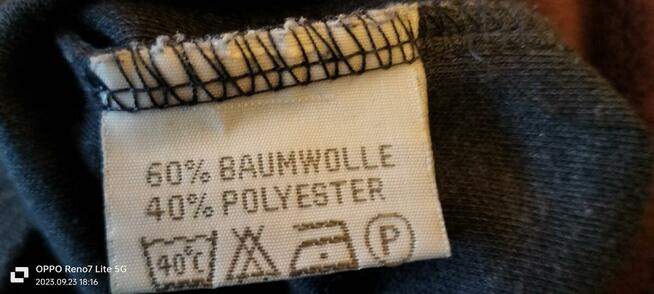 60% BAUMWOLLE
40% POLYESTER
40°C P
OPPO Reno7 Lite 5G
2023.09.23 18:16